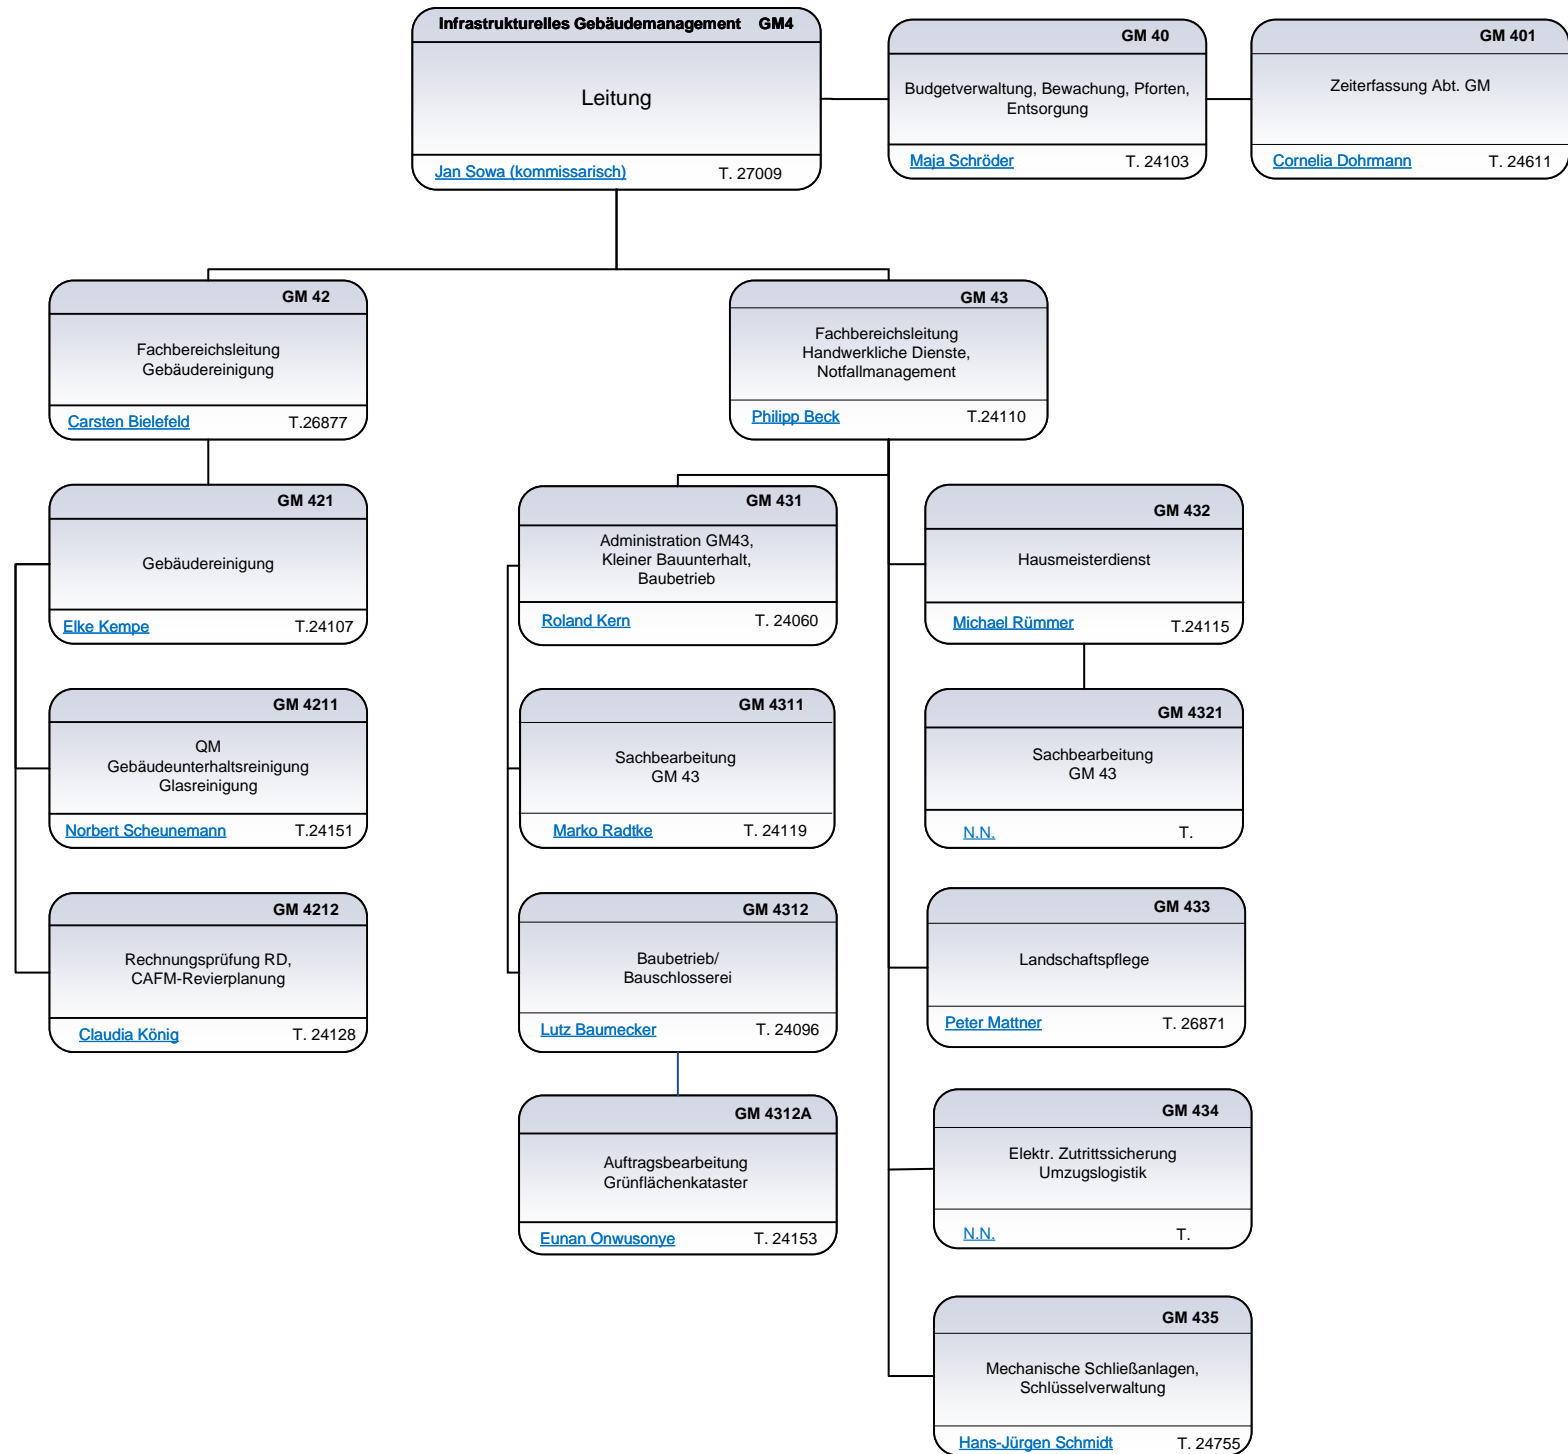 Infrastrukturelles Gebäudemanagement GM4
Leitung
Jan Sowa (kommissarisch) T. 27009
GM 40
Budgetverwaltung, Bewachung, Pforten,
Entsorgung
Maja Schröder T. 24103
GM 401
Zeiterfassung Abt. GM
Cornelia Dohrmann T. 24611
GM 42
Fachbereichsleitung
Gebäudereinigung
Carsten Bielefeld T.26877
GM 43
Fachbereichsleitung
Handwerkliche Dienste,
Notfallmanagement
Philipp Beck T.24110
GM 421
Gebäudereinigung
Elke Kempe T.24107
GM 431
Administration GM43,
Kleiner Bauunterhalt,
Baubetrieb
Roland Kern T. 24060
GM 432
Hausmeisterdienst
Michael Rümmer T.24115
GM 4211
QM
Gebäudeunterhaltsreinigung
Glasreinigung
Norbert Scheunemann T.24151
GM 4311
Sachbearbeitung
GM 43
Marko Radtke T. 24119
GM 4321
Sachbearbeitung
GM 43
N.N. T.
GM 4212
Rechnungsprüfung RD,
CAFM-Revierplanung
Claudia König T. 24128
GM 4312
Baubetrieb/
Bauschlosserei
Lutz Baumecker T. 24096
GM 433
Landschaftspflege
Peter Mattner T. 26871
GM 4312A
Auftragsbearbeitung
Grünflächenkataster
Eunan Onwusonye T. 24153
GM 434
Elektr. Zutrittssicherung
Umzugslogistik
N.N. T.
GM 435
Mechanische Schließanlagen,
Schlüsselverwaltung
Hans-Jürgen Schmidt T. 24755